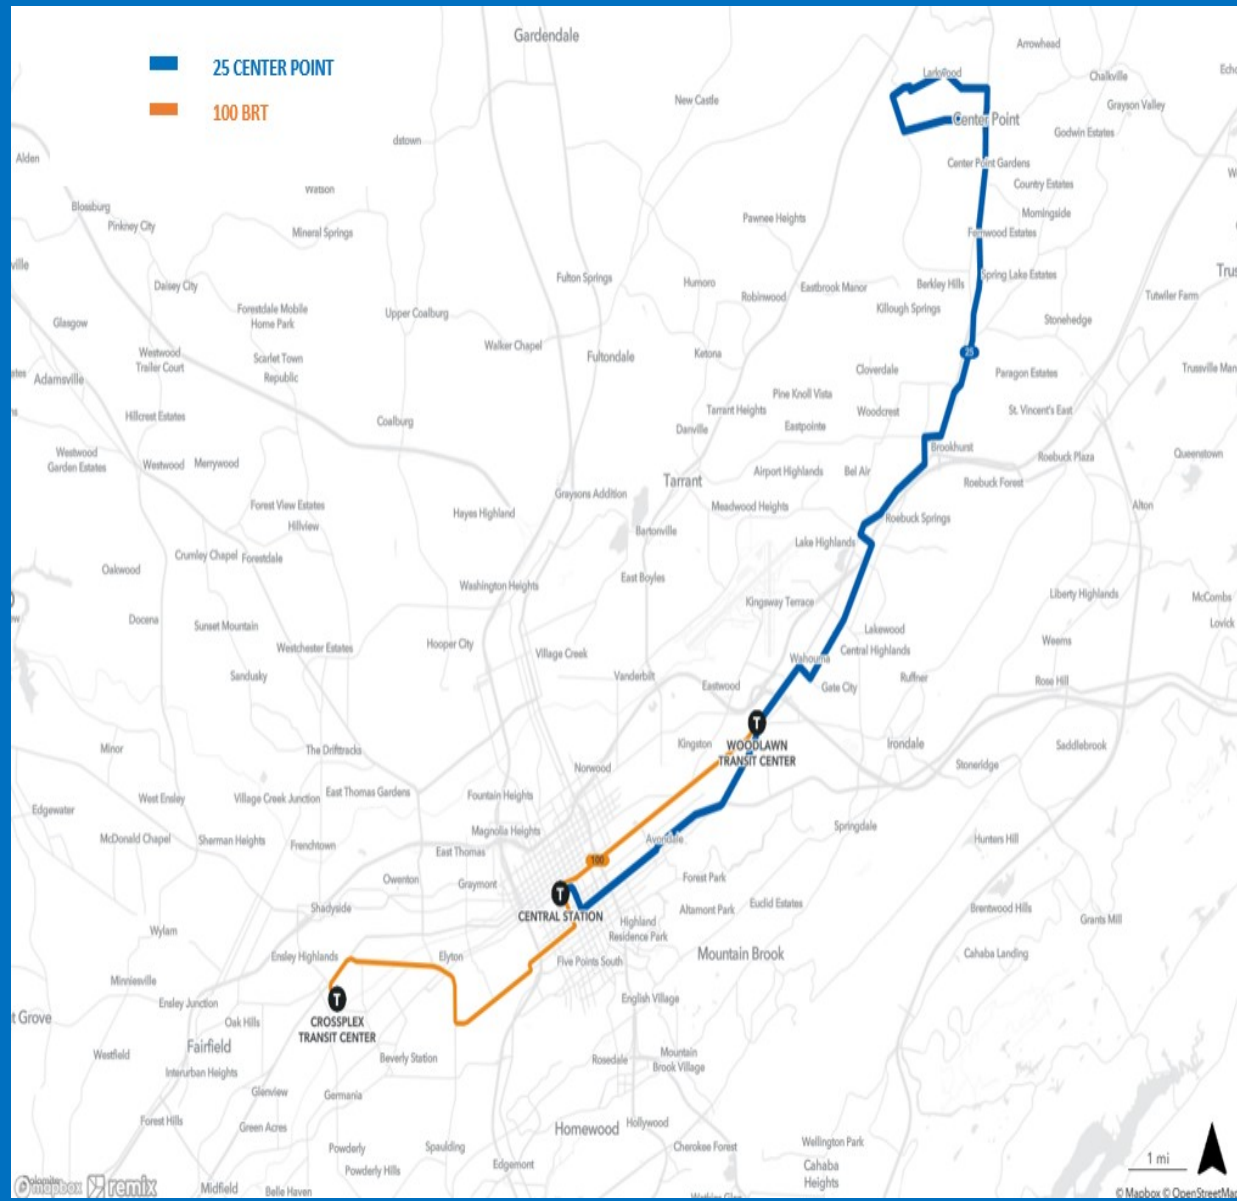 25 CENTER POINT
100 BRT
Gardendale
Arrowhead
Larkwood
Chalkville
New Castle
Grayson Valley
Center Point
Godwin Estates
dstown
Alden
Center Point Gardens
Watson
Country Estates
Blossburg
Pinkney City
Mineral Springs
Pawnee Heights
Morningside
Fernwood Estates
ville
Daisey City
Fulton Springs
Humoro
Robinwood
Eastbrook Manor
Berkley Hills
Spring Lake Estates
Tutwiler Farm
Forestdale Mobile
Home Park
Upper Coalburg
Killough Springs
Stonehedge
Glasgow
Walker Chapel
Westwood
Trailer Court
Scarlet Town
Republic
Fultondale
Ketona
25
Cloverdale
Paragon Estates
Adamsville
Pine Knoll Vista
Hillcrest Estates
Coalburg
Tarrant Heights
Woodcrest
St. Vincent's East
Danville
Eastpointe
Westwood
Garden Estates
Westwood
Merrywood
Brookhurst
Roebuck Plaza
Queenstown
Tarrant
Airport Highlands
Bel Air
Roebuck Forest
Forest View Estates
Hillview
Hayes Highland
Graysons Addition
Meadwood Heights
Roebuck Springs
Alton
Bartonville
Lake Highlands
Crumley Chapel
Forestdale
Oakwood
Washington Heights
East Boyles
Kingsway Terrace
Liberty Highlands
McCombs
Docena
Sunset Mountain
Lakewood
Lovick
Westchester Estates
Hooper City
Village Creek
Wahouma
Central Highlands
Weems
Sandusky
Vanderbilt
Eastwood
Gate City
Ruffner
Rose Hill
T
WOODLAWN
TRANSIT CENTER
Minor
The Driftracks
Kingston
Irondale
Saddlebrook
Norwood
Stoneridge
Edgewater
West Ensley
Village Creek Junction
East Thomas Gardens
Fountain Heights
McDonald Chapel
Sherman Heights
Frenchtown
Magnolia Heights
Avondale
Springdale
Hunters Hill
East Thomas
100
Owenton
Graymont
Forest Park
T
CENTRAL STATION
Shadyside
Altamont Park
Euclid Estates
Brentwood Hills
Grants Mill
Wylam
Highland
Residence Park
Ensley Highlands
Elyton
Five Points South
Mountain Brook
Cahaba Landing
Minniesville
Ensley Junction
T
CROSSPLEX
TRANSIT CENTER
English Village
t Grove
Oak Hills
Westfield
Fairfield
Interurban Heights
Beverly Station
Rosedale
Mountain
Brook Village
Glenview
Germania
Forest Hills
Green Acres
Homewood
Hollywood
Powderly
Powderly Hills
Spaulding
Edgemont
Cherokee Forest
Wellington Park
Cahaba
Heights
1 mi
mapbox
remix
Midfield
Belle Haven
© Mapbox © OpenStreetMap